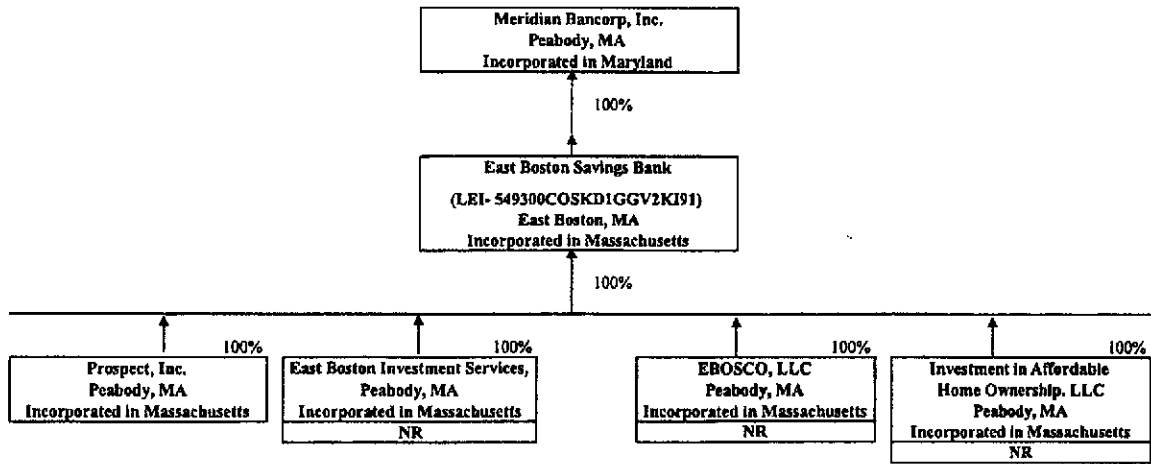 Meridian Bancorp, Inc.
Peabody, MA
Incorporated in Maryland
100%
East Boston Savings Bank
(LEI- 549300COSKD1GGV2KI91)
East Boston, MA
Incorporated in Massachusetts
100%
100%
Prospect, Inc.
Peabody, MA
Incorporated in Massachusetts
100%
East Boston Investment Services,
Peabody, MA
Incorporated in Massachusetts
NR
100%
EBOSCO, LLC
Peabody, MA
Incorporated in Massachusetts
NR
100%
Investment in Affordable
Home Ownership. LLC
Peabody, MA
Incorporated in Massachusetts
NR